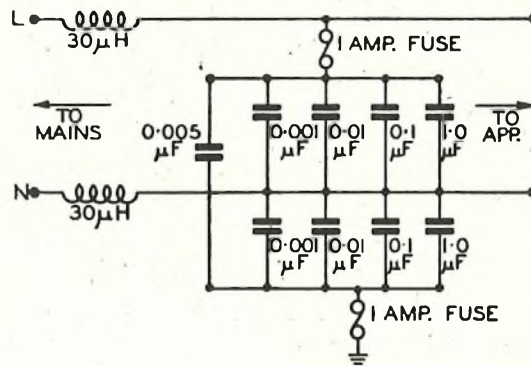 L
30μH
1 AMP. FUSE
TO MAINS
TO APP.
0·005 μF
0·001 μF
0·01 μF
0·1 μF
1·0 μF
N
30μH
0·001 μF
0·01 μF
0·1 μF
1·0 μF
1 AMP. FUSE